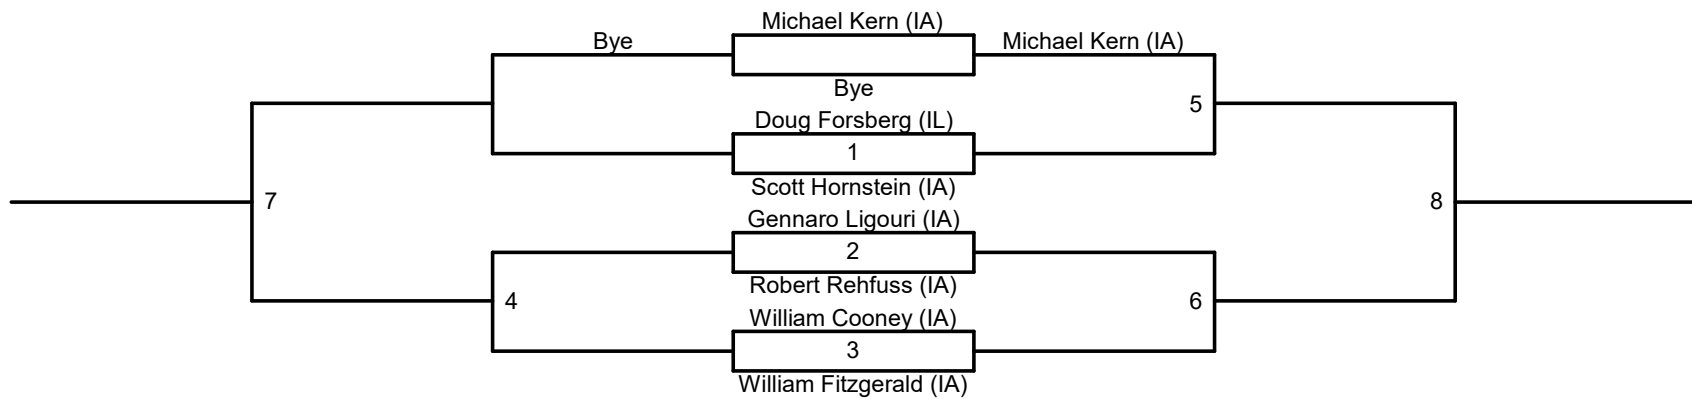 Michael Kern (IA)
Bye
Michael Kern (IA)
Bye
5
Doug Forsberg (IL)
1
Scott Hornstein (IA)
7
8
Gennaro Ligouri (IA)
2
Robert Rehfuss (IA)
4
6
William Cooney (IA)
3
William Fitzgerald (IA)